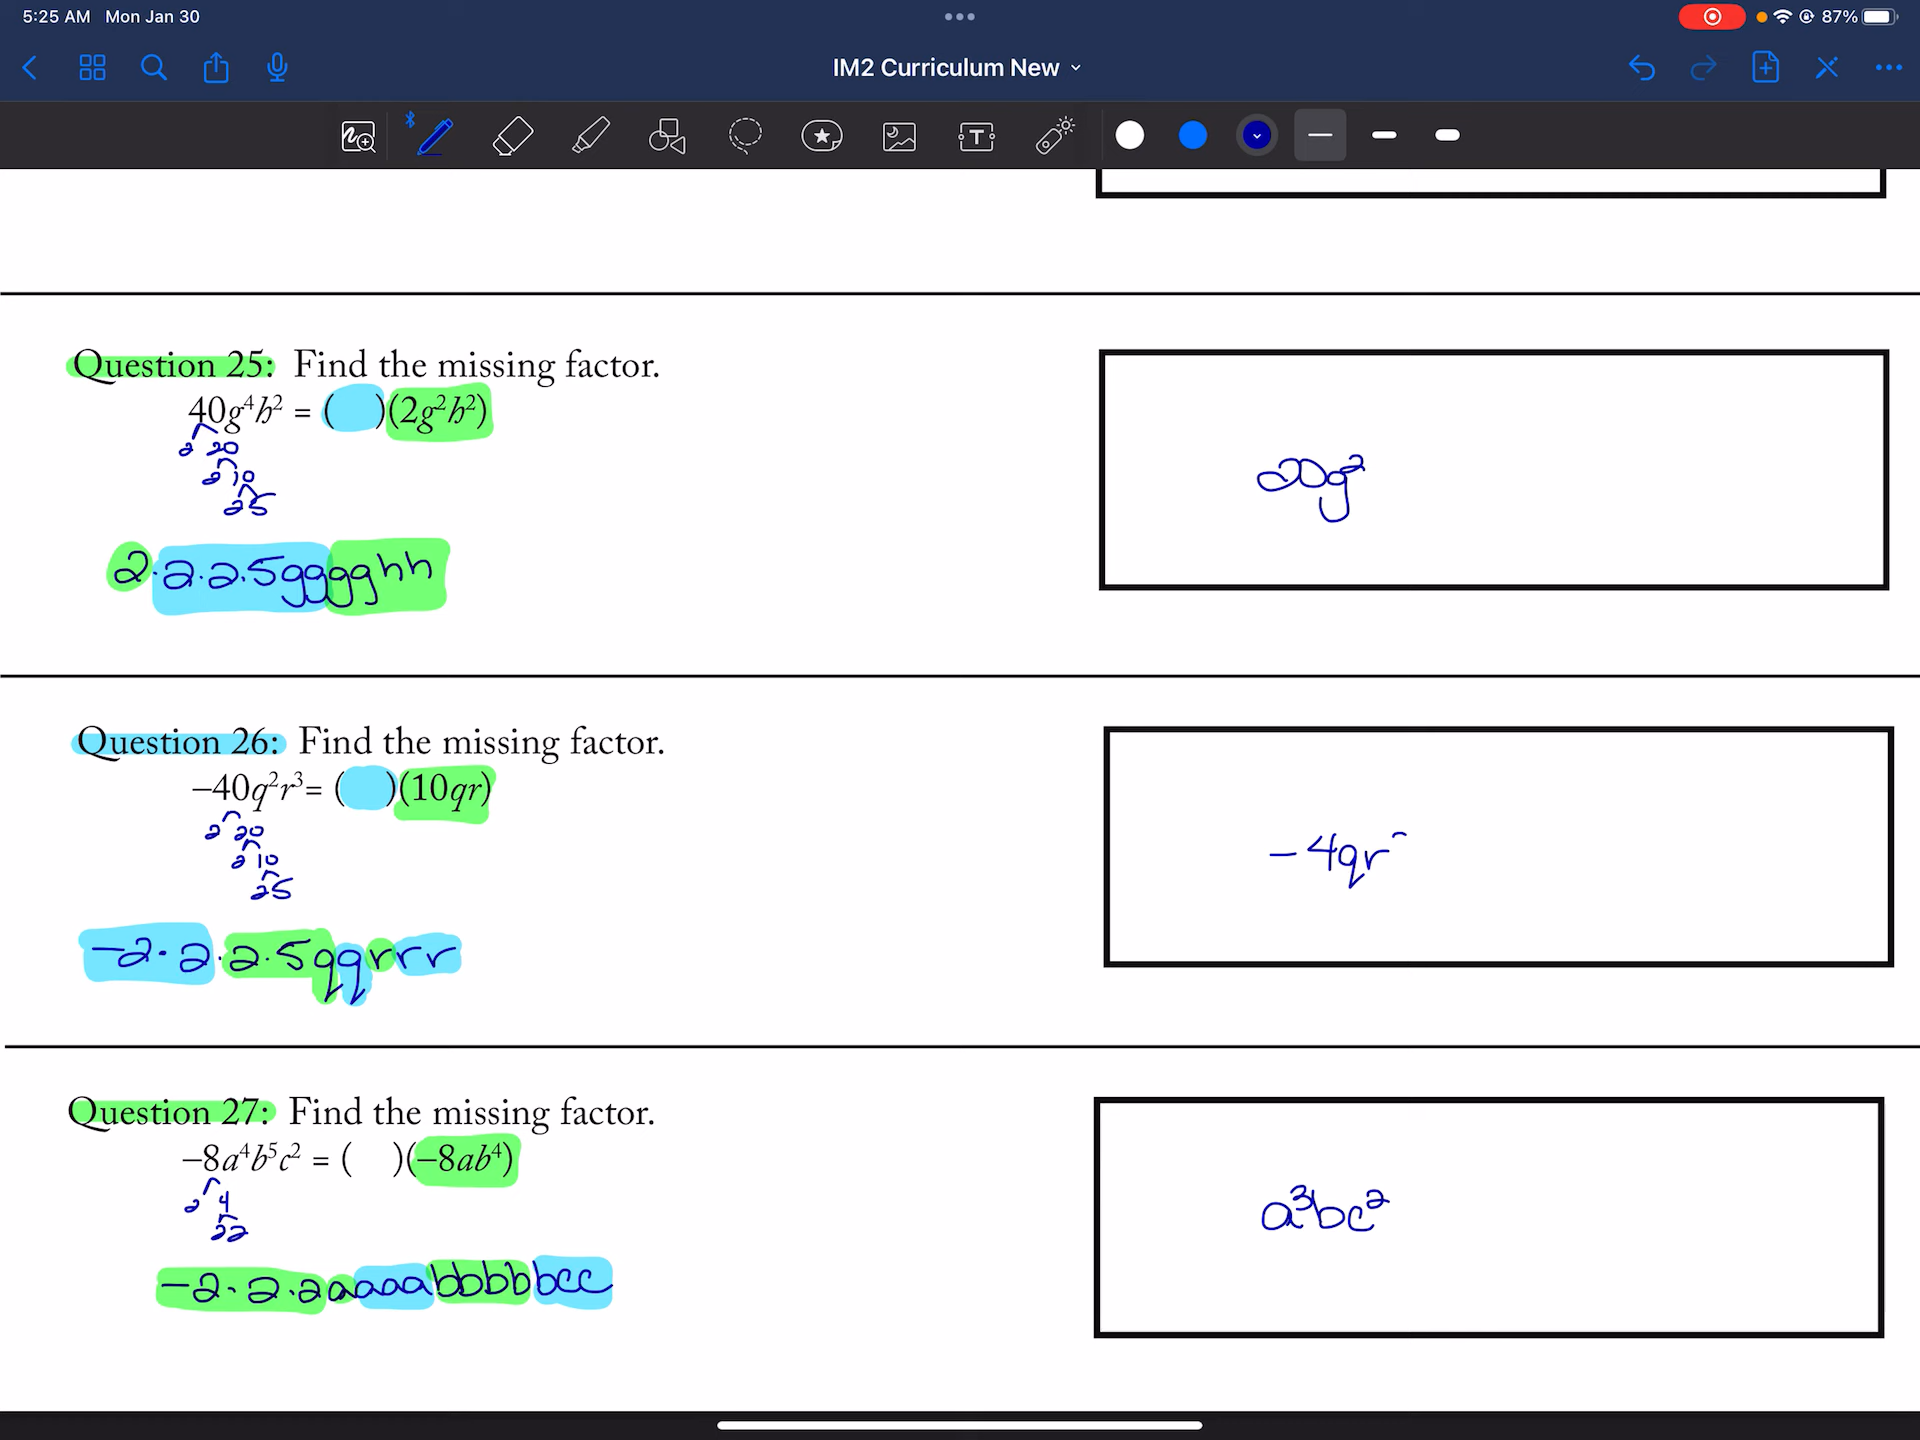 5:25 AM Mon Jan 30
87%
IM2 Curriculum New
Question 25: Find the missing factor.
40g⁴h² = ( )(2g²h²)
2 20
2 10
2 5
2·2·2·5gggghh
20g²
Question 26: Find the missing factor.
–40q²r³= ( )(10qr)
2 20
2 10
2 5
-2·2·2·5qqrrr
-4qr
Question 27: Find the missing factor.
–8a⁴b⁵c² = ( )(–8ab⁴)
2 4
2 2
-2·2·2aaaabbbbbcc
a³bc²